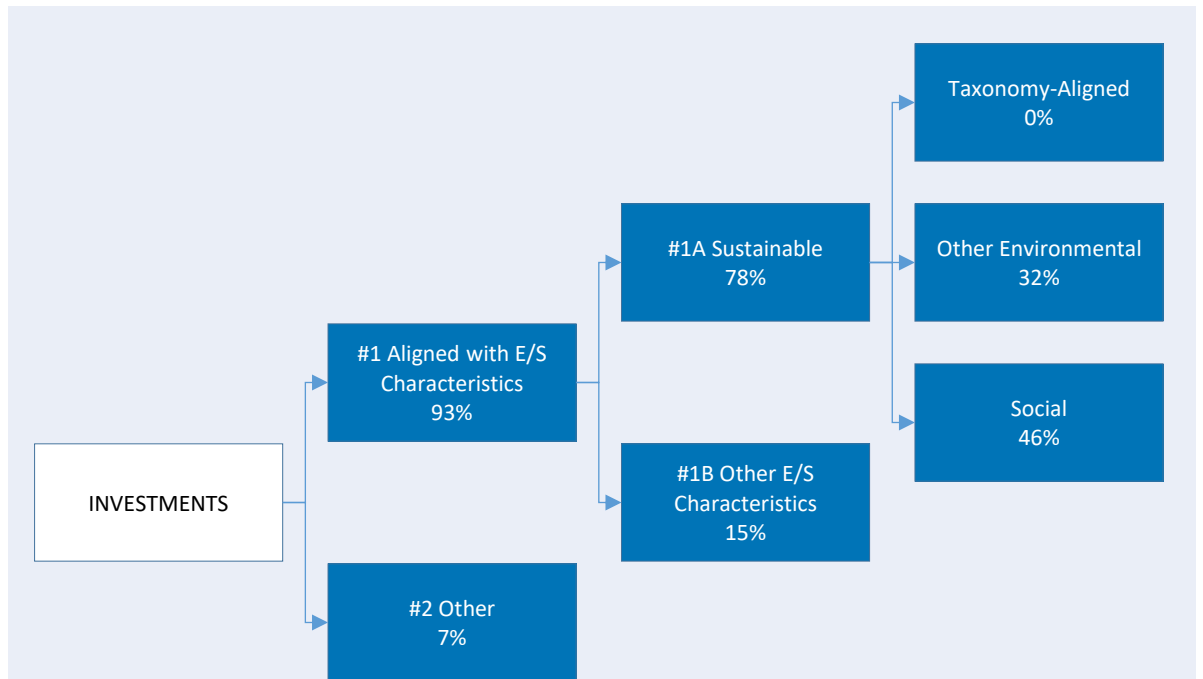 Taxonomy-Aligned
0%
#1A Sustainable
78%
Other Environmental
32%
#1 Aligned with E/S
Characteristics
93%
Social
46%
INVESTMENTS
#1B Other E/S
Characteristics
15%
#2 Other
7%